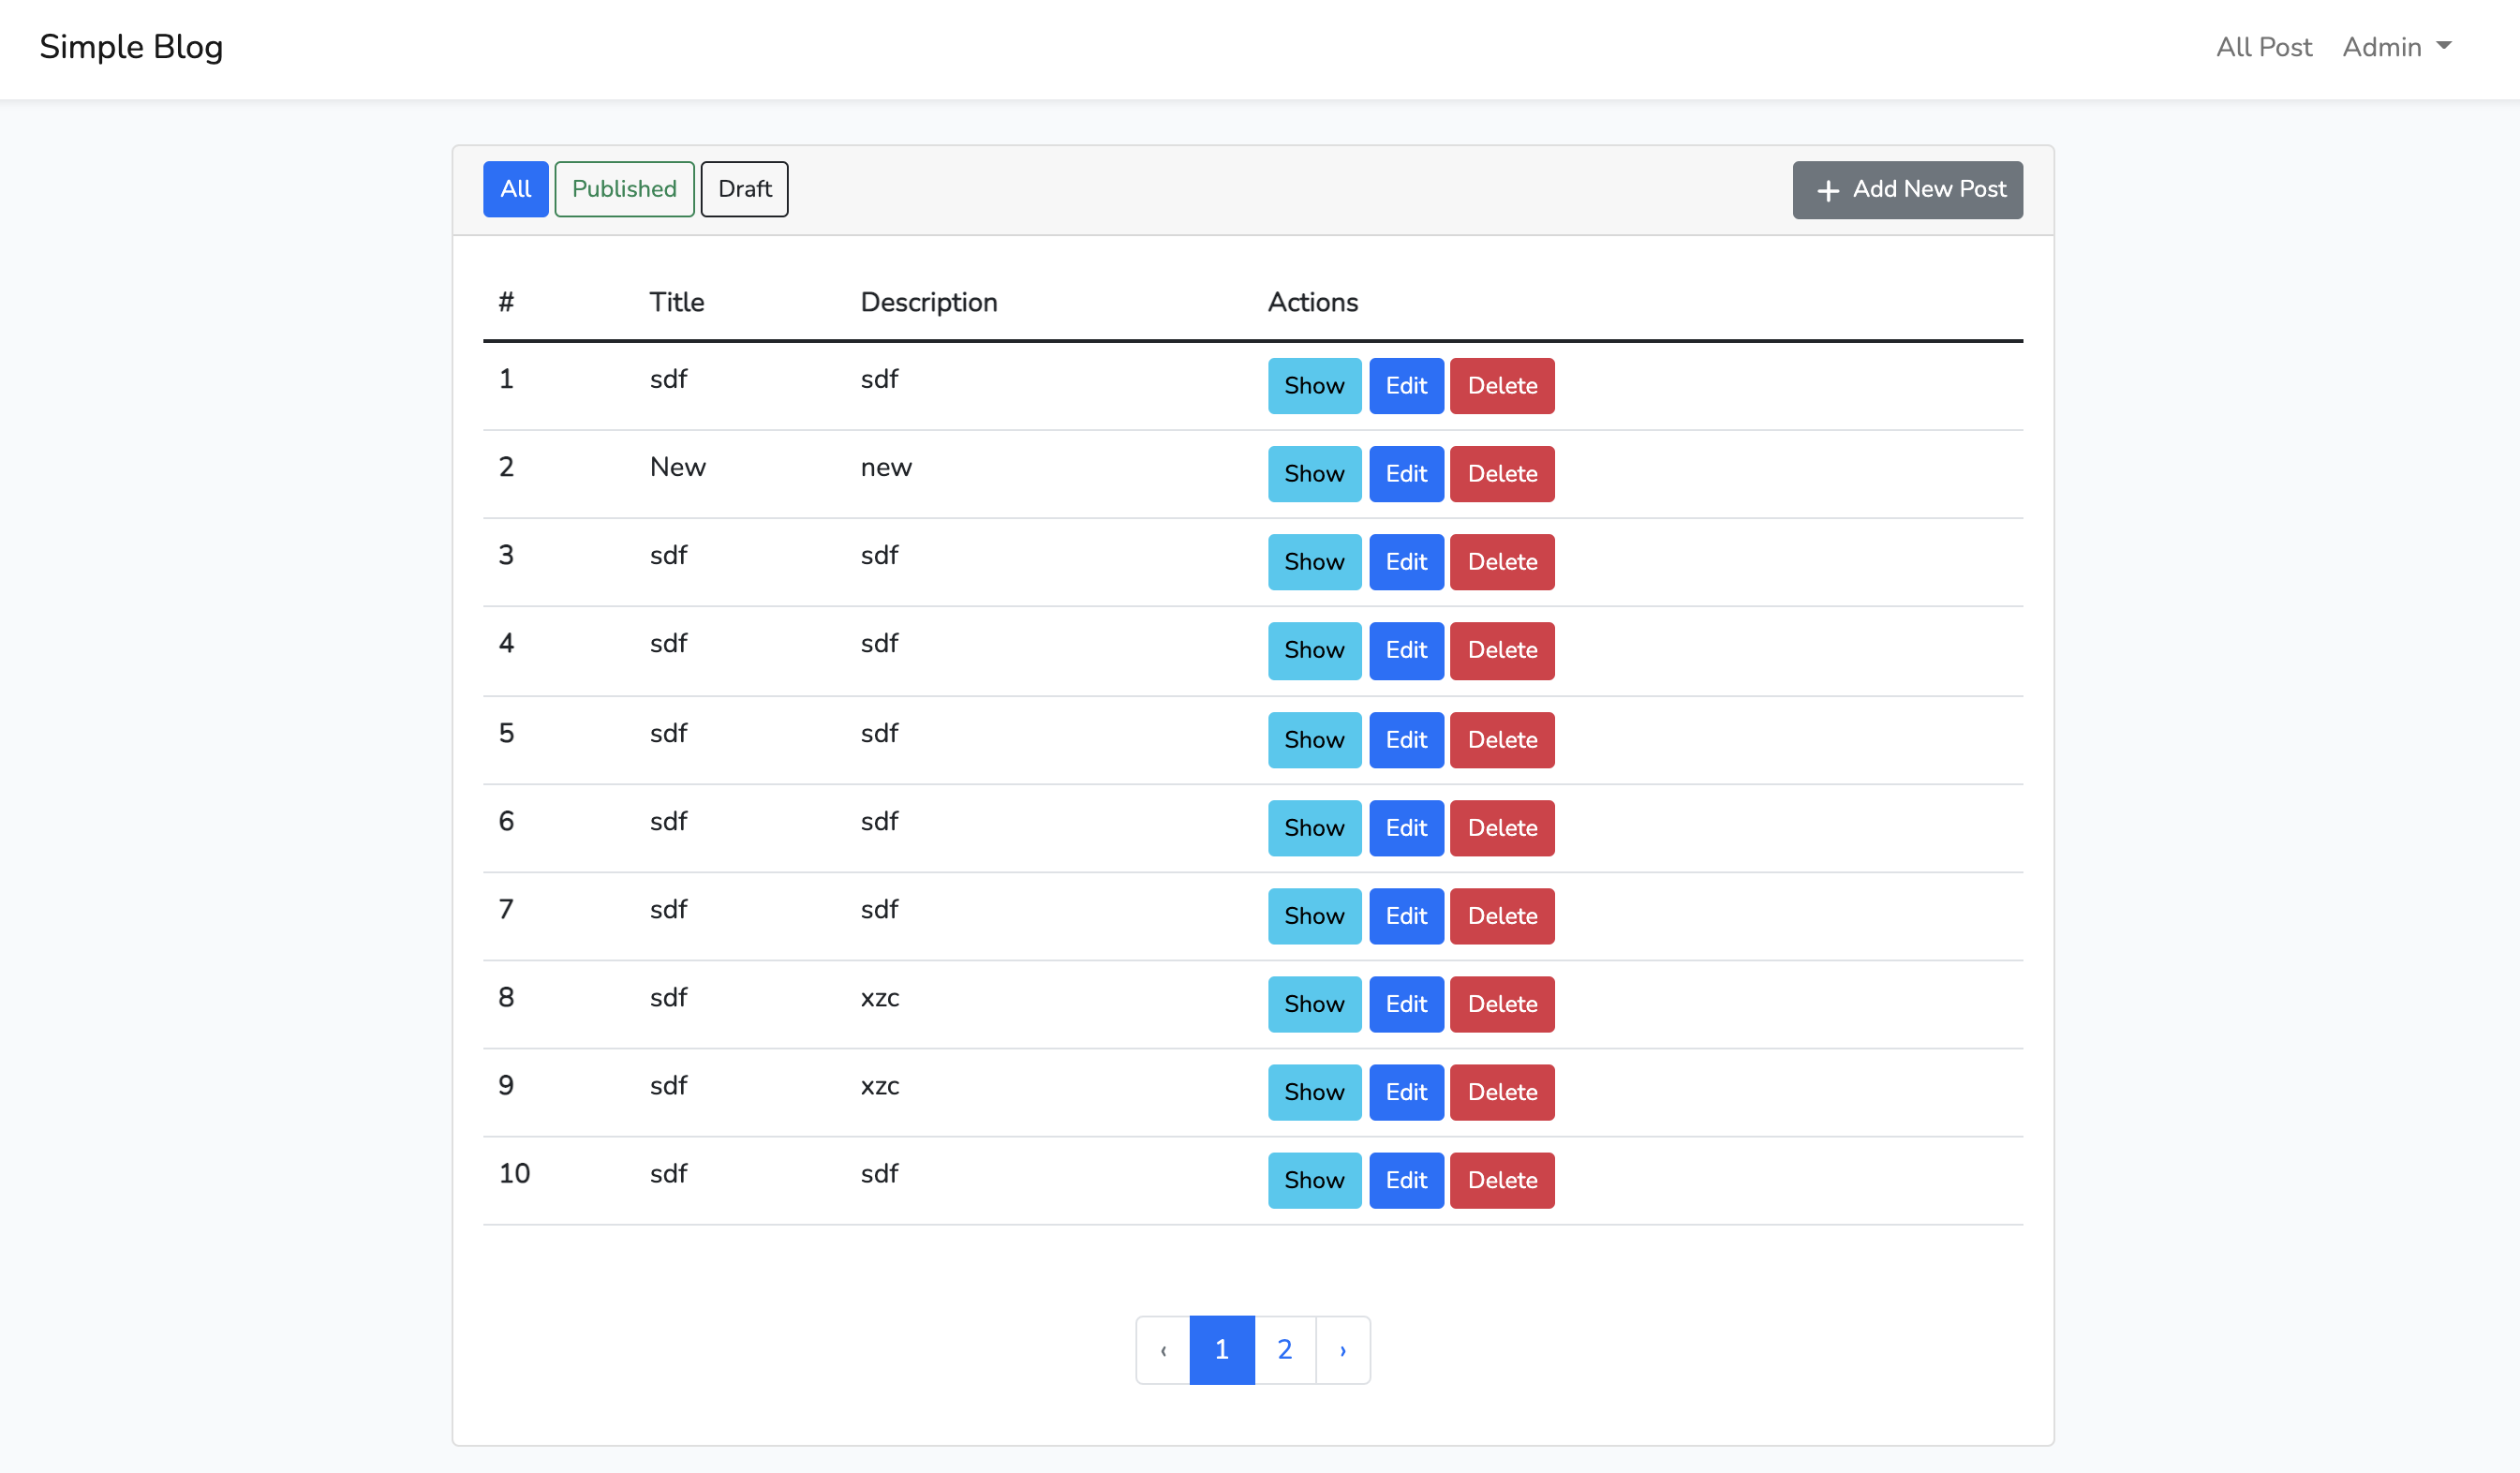 Simple Blog All Post Admin
All Published Draft + Add New Post
# Title Description Actions
1 sdf sdf Show Edit Delete
2 New new Show Edit Delete
3 sdf sdf Show Edit Delete
4 sdf sdf Show Edit Delete
5 sdf sdf Show Edit Delete
6 sdf sdf Show Edit Delete
7 sdf sdf Show Edit Delete
8 sdf xzc Show Edit Delete
9 sdf xzc Show Edit Delete
10 sdf sdf Show Edit Delete
‹ 1 2 ›